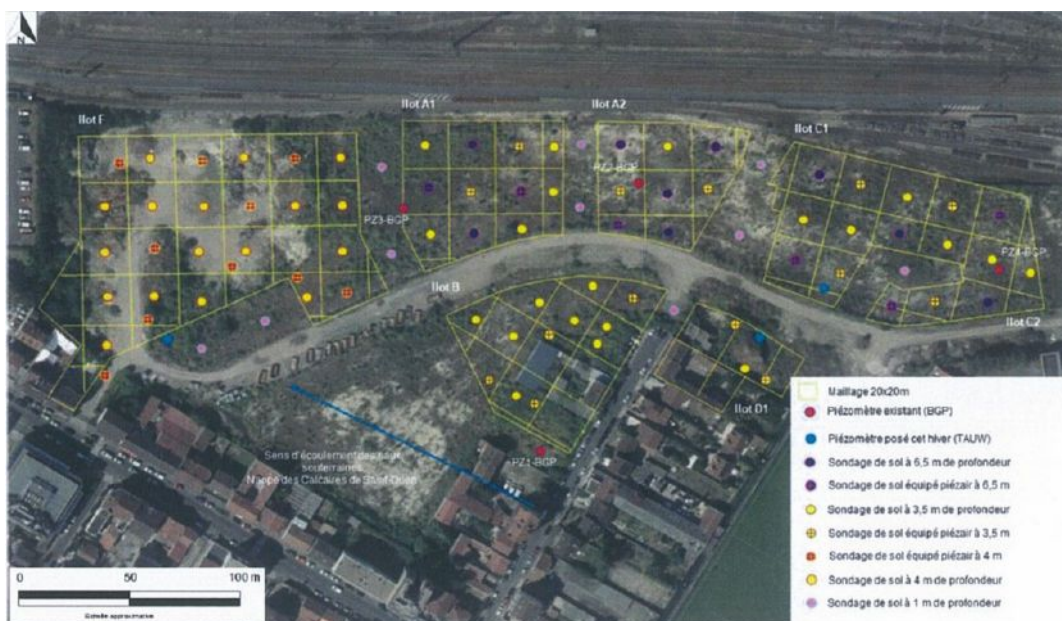 N
Ilot F
Ilot A1
Ilot A2
Ilot C1
PZ3-BGP
PZ2-BGP
PZ4-BGP
Ilot B
Ilot C2
Ilot D1
PZ1-BGP
Sens d'écoulement des eaux
souterraines
Nappe des Calcaires de Saint-Ouen
Maillage 20x20m
Piézomètre existant (BGP)
Piézomètre posé cet hiver (TAUW)
Sondage de sol à 6,5 m de profondeur
Sondage de sol équipé piézair à 6,5 m
Sondage de sol à 3,5 m de profondeur
Sondage de sol équipé piézair à 3,5 m
Sondage de sol équipé piézair à 4 m
Sondage de sol à 4 m de profondeur
Sondage de sol à 1 m de profondeur
0 50 100 m
Echelle approximative